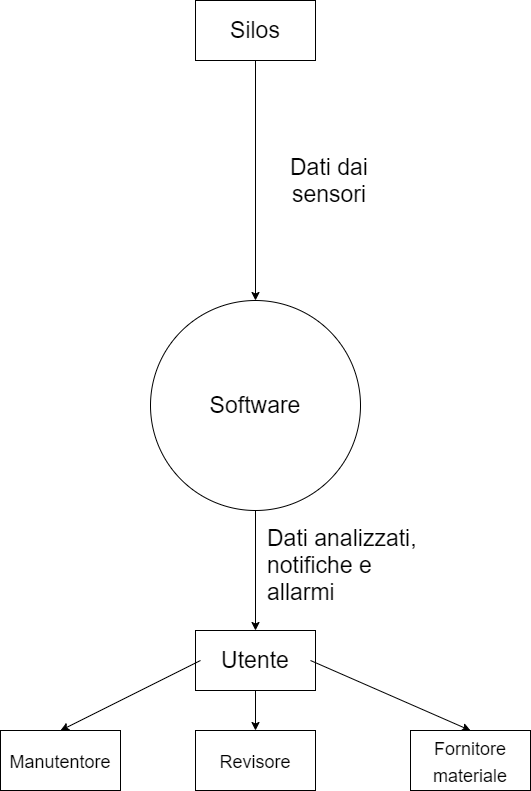 Silos
Dati dai
sensori
Software
Dati analizzati,
notifiche e
allarmi
Utente
Manutentore
Revisore
Fornitore
materiale